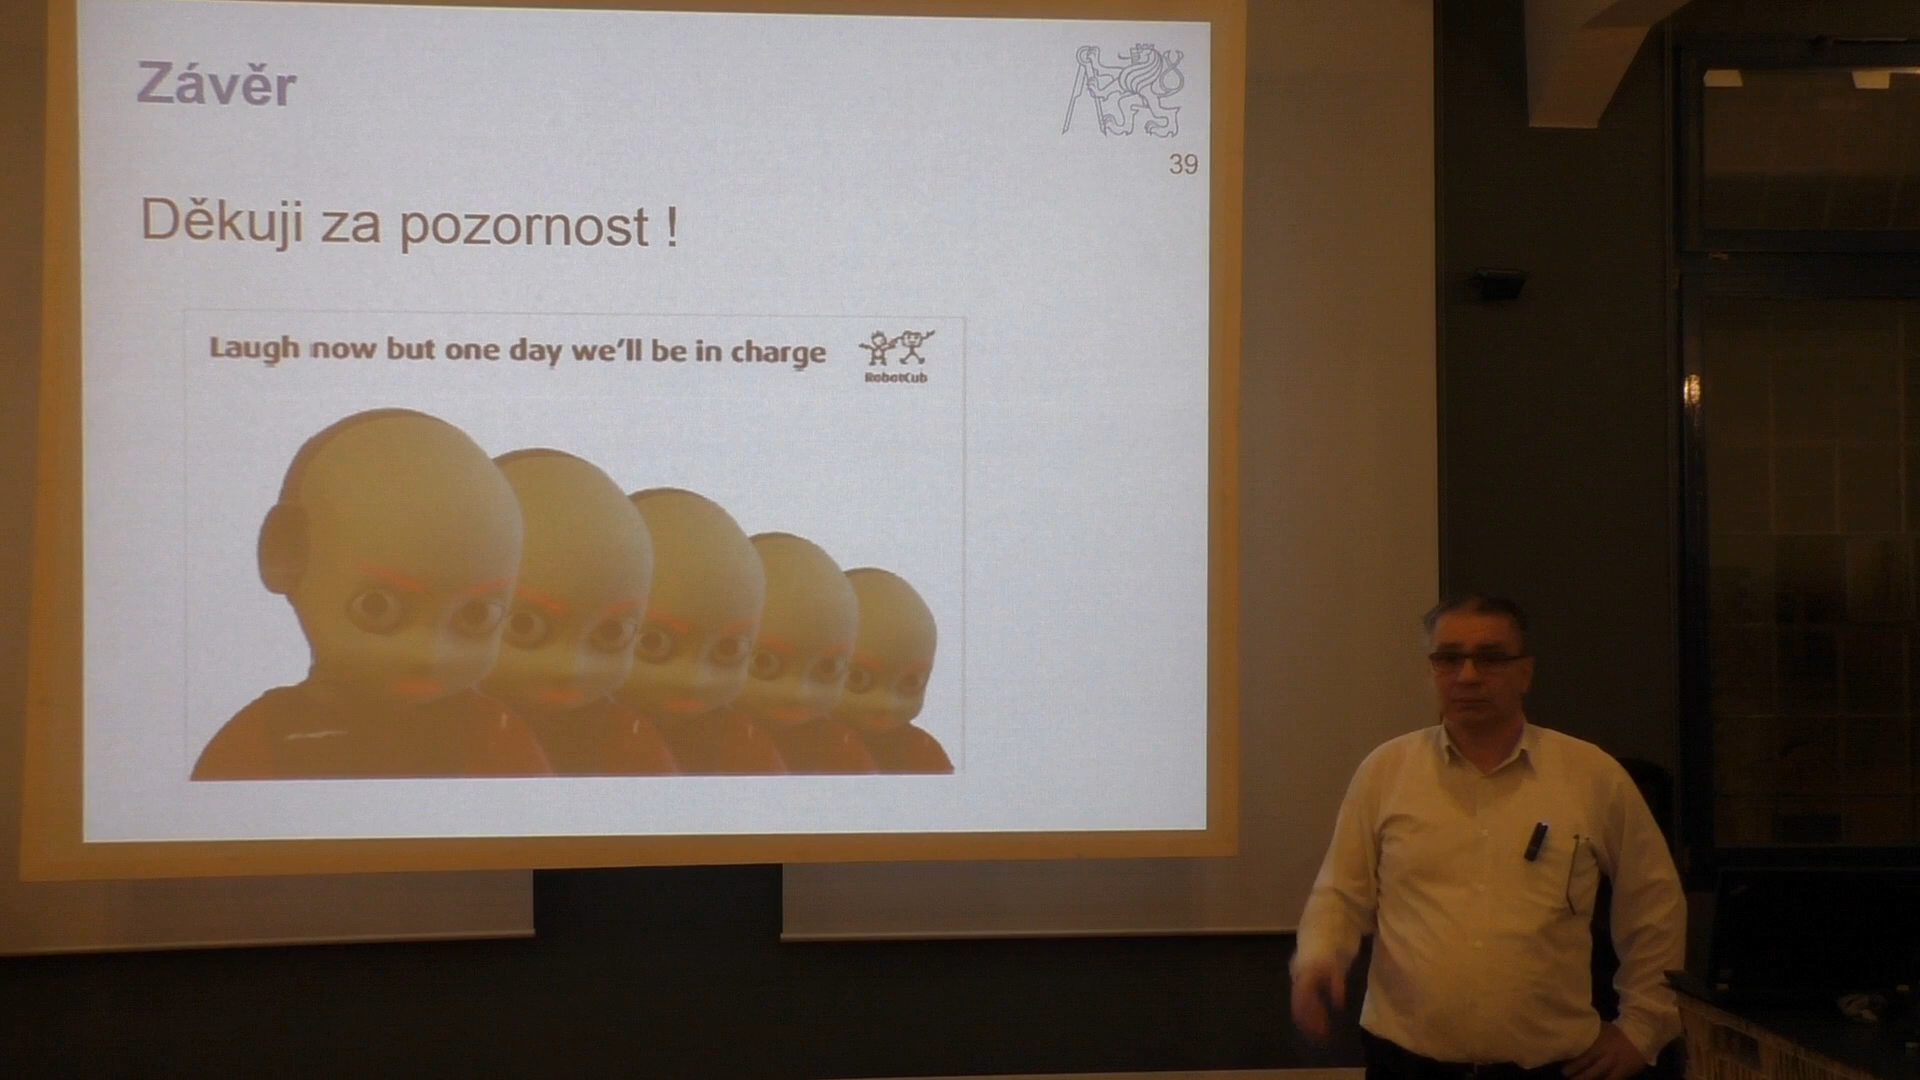 Závěr
39
Děkuji za pozornost !
Laugh now but one day we'll be in charge
RobotCub